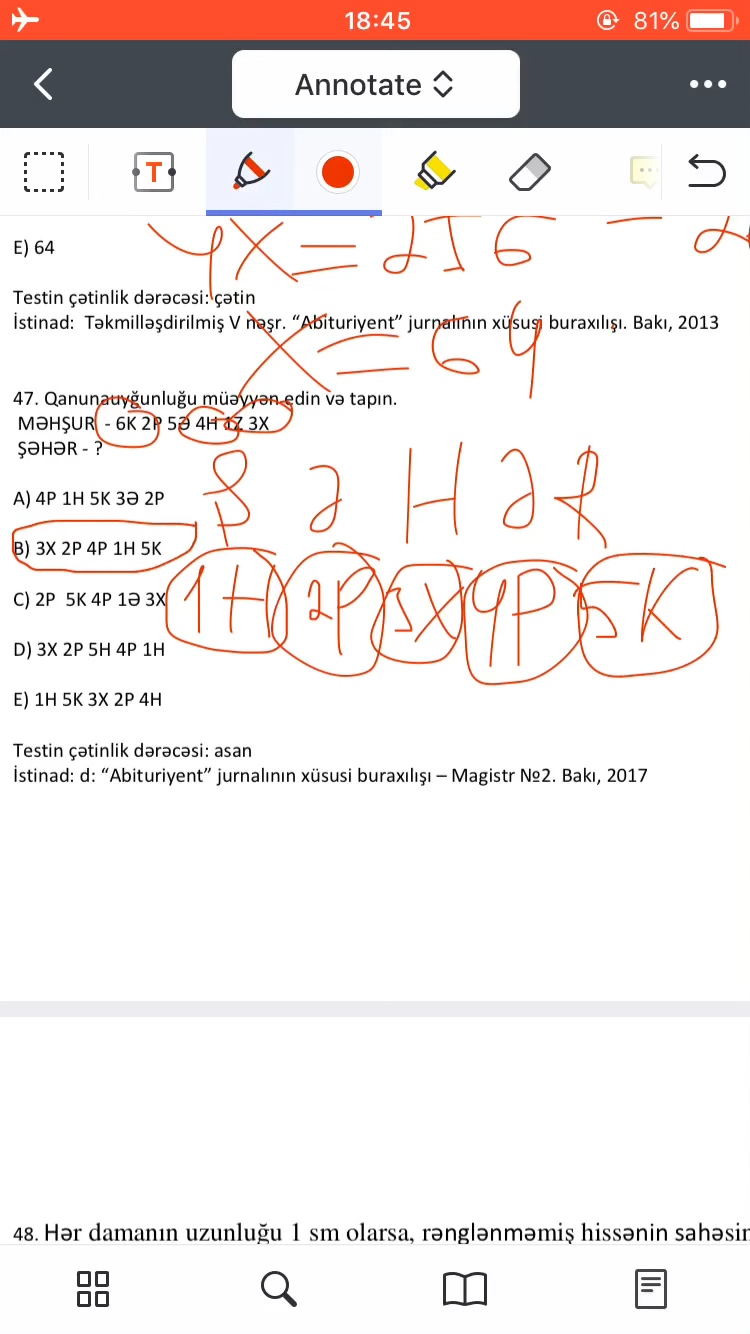 18:45 81%
Annotate
T
4x = 256 - 2
E) 64
Testin çətinlik dərəcəsi: çətin
İstinad: Təkmilləşdirilmiş V nəşr. “Abituriyent” jurnalının xüsusi buraxılışı. Bakı, 2013
x = 64
47. Qanunauyğunluğu müəyyən edin və tapın.
MƏHŞUR - 6K 2P 5Ə 4H 1Z 3X
ŞƏHƏR - ?
Ş Ə H Ə R
A) 4P 1H 5K 3Ə 2P
B) 3X 2P 4P 1H 5K
1H 2P 3X 4P 5K
C) 2P 5K 4P 1Ə 3X
D) 3X 2P 5H 4P 1H
E) 1H 5K 3X 2P 4H
Testin çətinlik dərəcəsi: asan
İstinad: d: “Abituriyent” jurnalının xüsusi buraxılışı – Magistr №2. Bakı, 2017
48. Hər damanın uzunluğu 1 sm olarsa, rənglənməmiş hissənin sahəsin